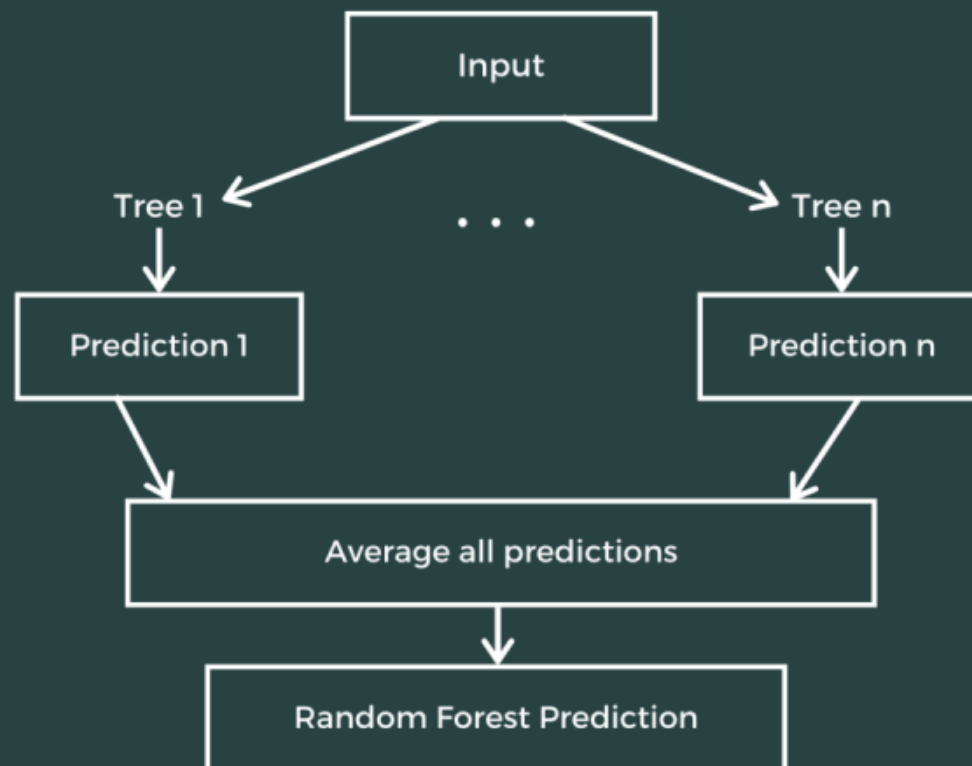 Input
Tree 1
. . .
Tree n
Prediction 1
Prediction n
Average all predictions
Random Forest Prediction